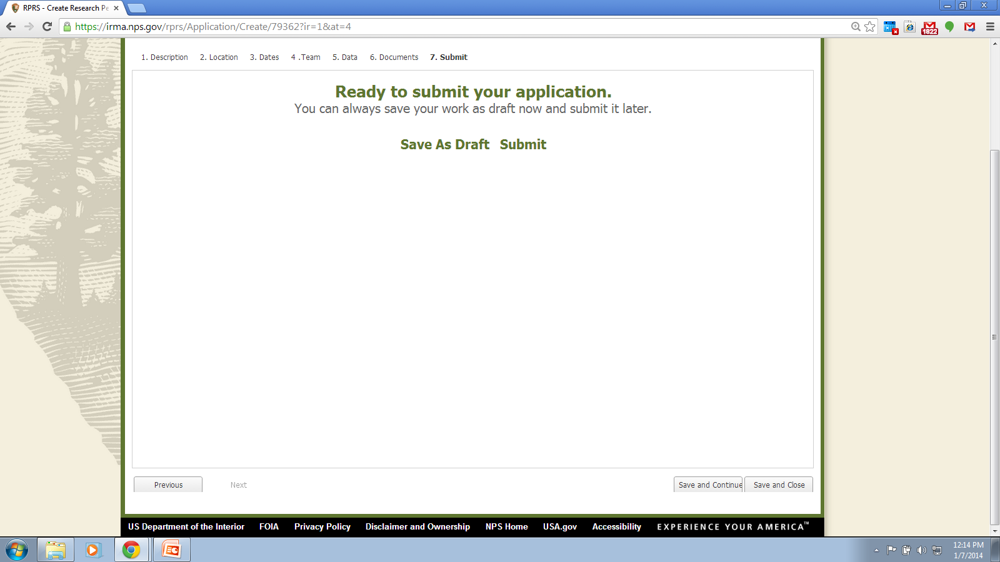 RPRS - Create Research Pe
https://irma.nps.gov/rprs/Application/Create/79362?ir=1&at=4
1822
1. Description 2. Location 3. Dates 4 .Team 5. Data 6. Documents 7. Submit
Ready to submit your application.
You can always save your work as draft now and submit it later.
Save As Draft Submit
Previous Next Save and Continue Save and Close
US Department of the Interior FOIA Privacy Policy Disclaimer and Ownership NPS Home USA.gov Accessibility EXPERIENCE YOUR AMERICA™
12:14 PM
1/7/2014